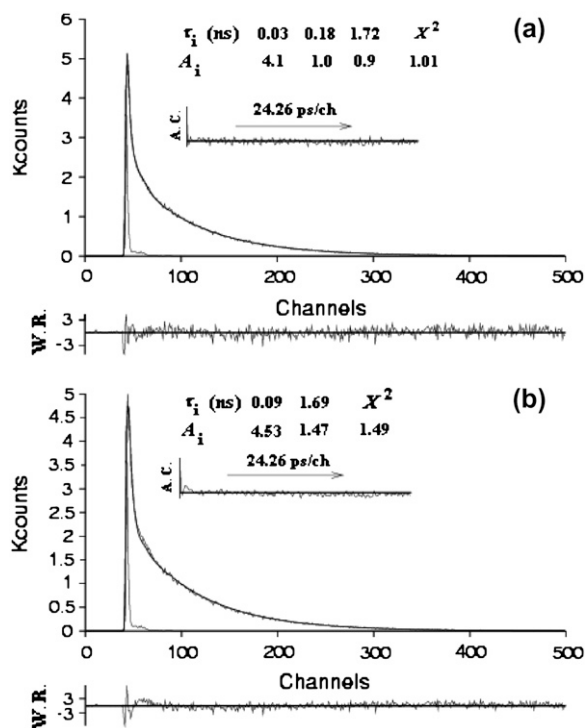 (a)
τi (ns) 0.03 0.18 1.72 X²
Ai 4.1 1.0 0.9 1.01
A.C.
24.26 ps/ch
Kcounts
6
5
4
3
2
1
0
0 100 200 300 400 500
Channels
W.R.
3
-3
(b)
τi (ns) 0.09 1.69 X²
Ai 4.53 1.47 1.49
A.C.
24.26 ps/ch
Kcounts
5
4.5
4
3.5
3
2.5
2
1.5
1
0.5
0
0 100 200 300 400 500
Channels
W.R.
3
-3